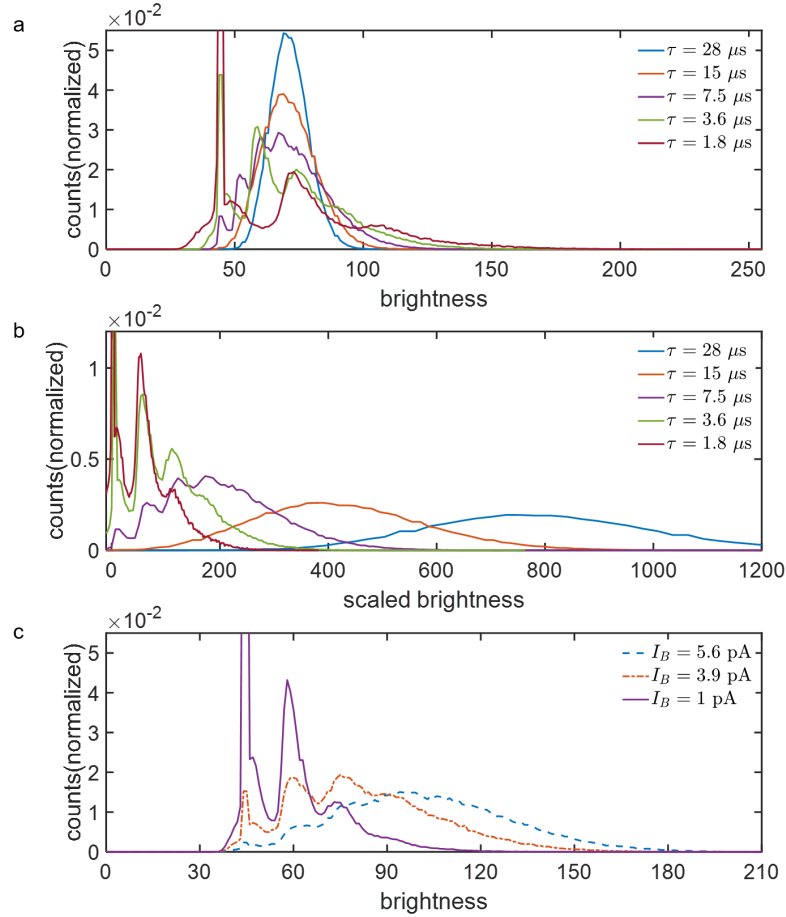 a
×10⁻²
5
4
3
2
1
0
counts(normalized)
τ = 28 μs
τ = 15 μs
τ = 7.5 μs
τ = 3.6 μs
τ = 1.8 μs
0 50 100 150 200 250
brightness
b
×10⁻²
1
0.5
0
counts(normalized)
τ = 28 μs
τ = 15 μs
τ = 7.5 μs
τ = 3.6 μs
τ = 1.8 μs
0 200 400 600 800 1000 1200
scaled brightness
c
×10⁻²
5
4
3
2
1
0
counts(normalized)
I_B = 5.6 pA
I_B = 3.9 pA
I_B = 1 pA
0 30 60 90 120 150 180 210
brightness